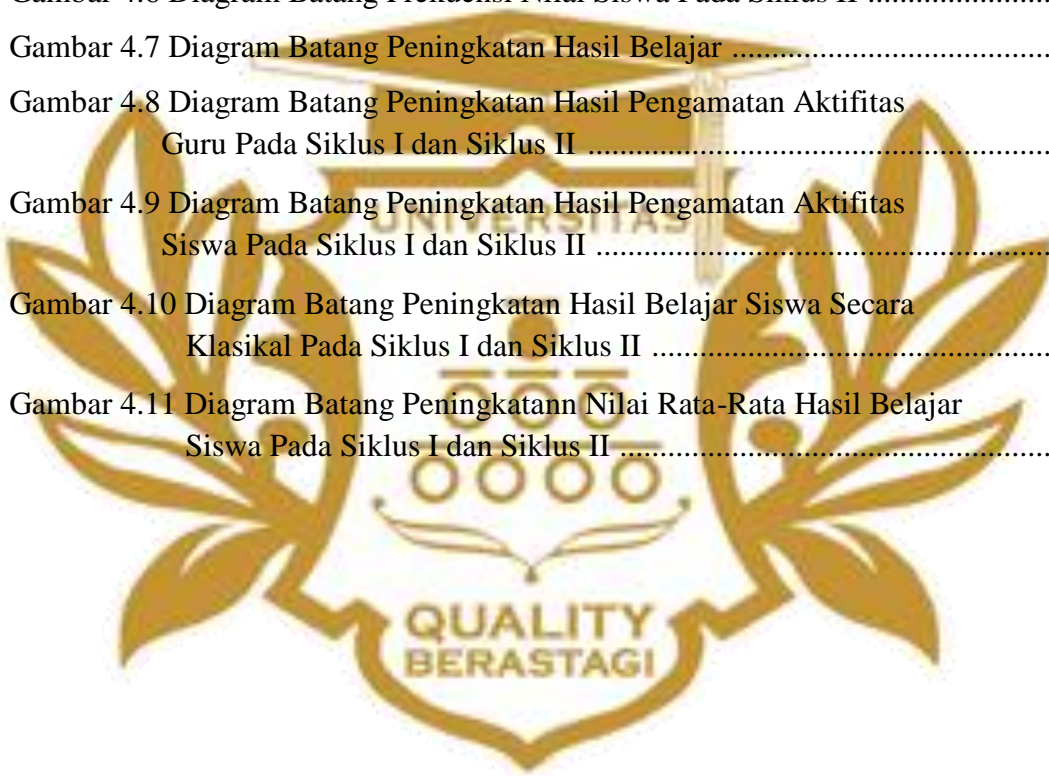 Gambar 4.7 Diagram Batang Peningkatan Hasil Belajar ......................................
Gambar 4.8 Diagram Batang Peningkatan Hasil Pengamatan Aktifitas
Guru Pada Siklus I dan Siklus II ......................................................
Gambar 4.9 Diagram Batang Peningkatan Hasil Pengamatan Aktifitas
Siswa Pada Siklus I dan Siklus II .....................................................
Gambar 4.10 Diagram Batang Peningkatan Hasil Belajar Siswa Secara
Klasikal Pada Siklus I dan Siklus II ...............................................
Gambar 4.11 Diagram Batang Peningkatann Nilai Rata-Rata Hasil Belajar
Siswa Pada Siklus I dan Siklus II ...................................................
UNIVERSITAS
QUALITY
BERASTAGI